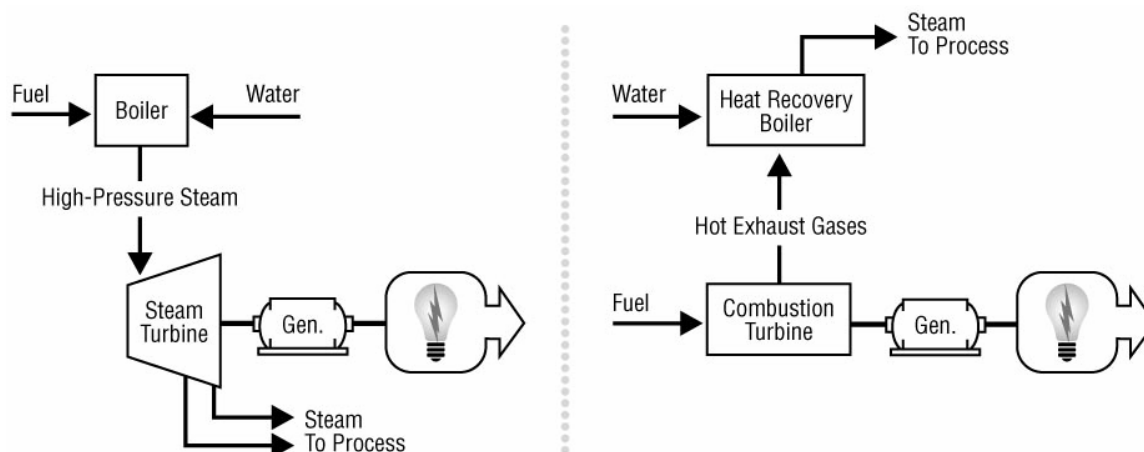 Fuel
Boiler
Water
High-Pressure Steam
Steam
Turbine
Gen.
Steam
To Process
Steam
To Process
Water
Heat Recovery
Boiler
Hot Exhaust Gases
Fuel
Combustion
Turbine
Gen.